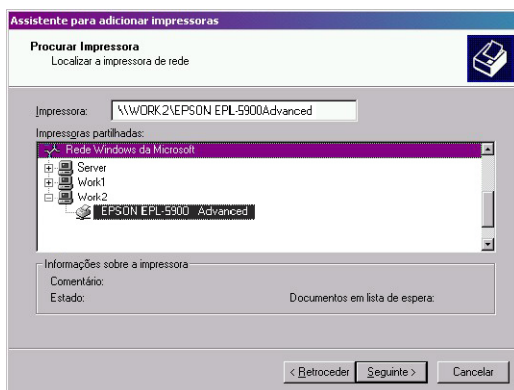 Assistente para adicionar impressoras
Procurar Impressora
Localizar a impressora de rede
Impressora: \\WORK2\EPSON EPL-5900Advanced
Impressoras partilhadas:
Rede Windows da Microsoft
Server
Work1
Work2
EPSON EPL-5900 Advanced
Informações sobre a impressora
Comentário:
Estado: Documentos em lista de espera:
< Retroceder Seguinte > Cancelar